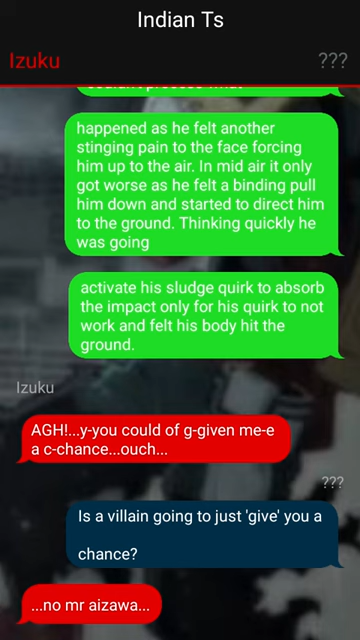 Indian Ts
Izuku
???
happened as he felt another
stinging pain to the face forcing
him up to the air. In mid air it only
got worse as he felt a binding pull
him down and started to direct him
to the ground. Thinking quickly he
was going
activate his sludge quirk to absorb
the impact only for his quirk to not
work and felt his body hit the
ground.
Izuku
AGH!...y-you could of g-given me-e
a c-chance...ouch...
???
Is a villain going to just 'give' you a
chance?
...no mr aizawa...